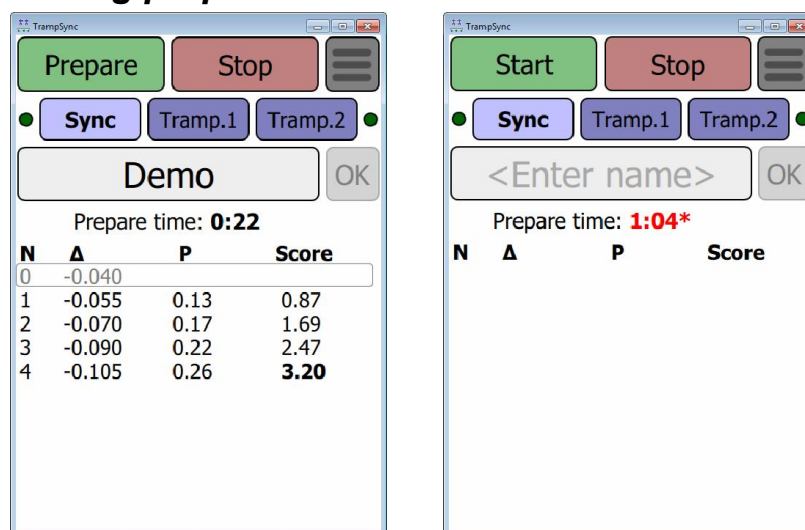 TrampSync
Prepare Stop
Sync Tramp.1 Tramp.2
Demo OK
Prepare time: 0:22
N Δ P Score
0 -0.040
1 -0.055 0.13 0.87
2 -0.070 0.17 1.69
3 -0.090 0.22 2.47
4 -0.105 0.26 3.20
TrampSync
Start Stop
Sync Tramp.1 Tramp.2
<Enter name> OK
Prepare time: 1:04*
N Δ P Score